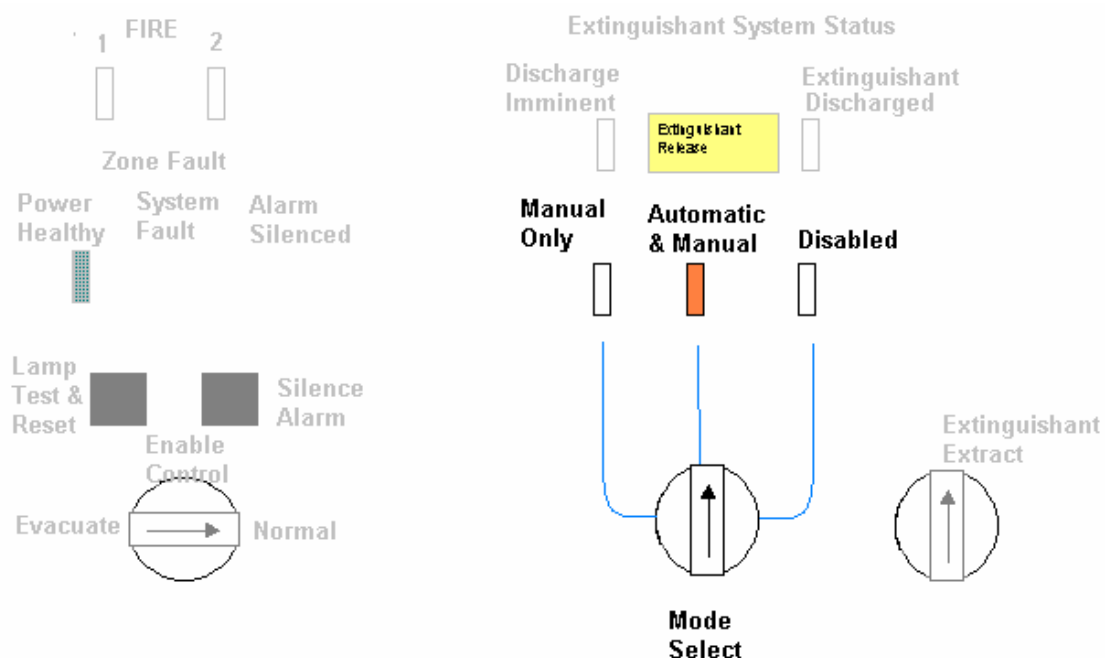 FIRE
1
2
Zone Fault
Power
Healthy
System
Fault
Alarm
Silenced
Lamp
Test &
Reset
Silence
Alarm
Enable
Control
Evacuate
Normal
Extinguishant System Status
Discharge
Imminent
Extinguishant
Release
Extinguishant
Discharged
Manual
Only
Automatic
& Manual
Disabled
Mode
Select
Extinguishant
Extract